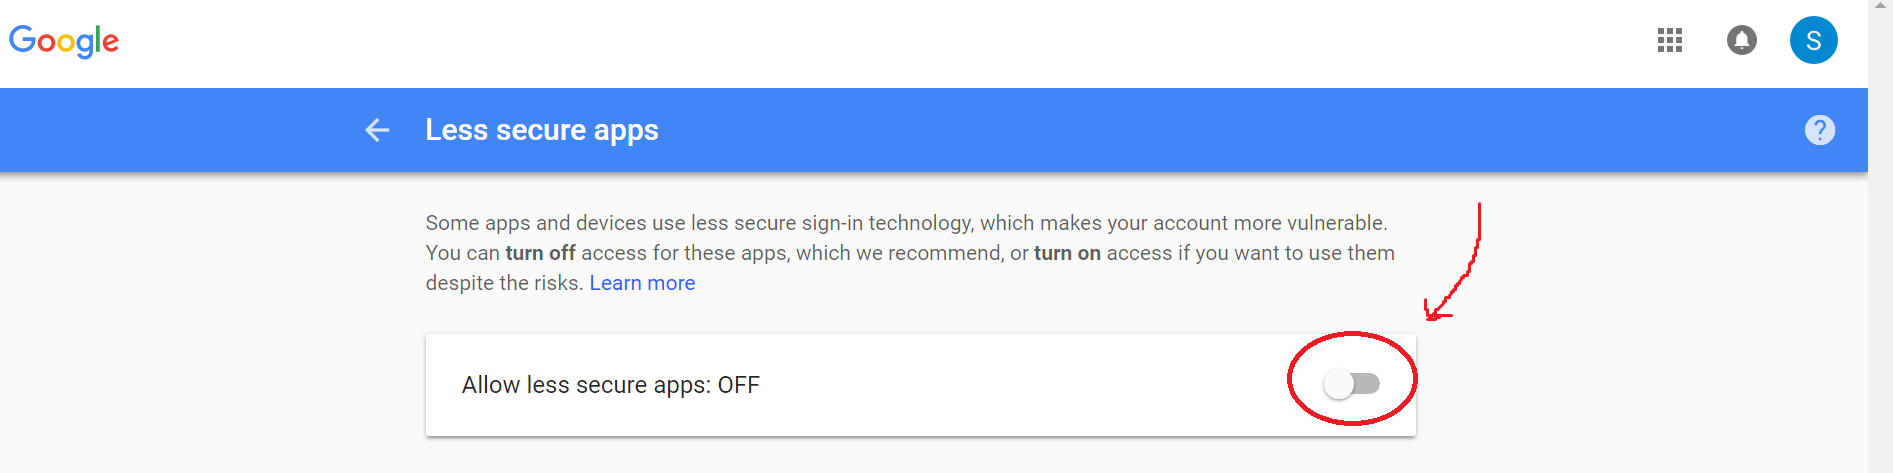 Google
S
Less secure apps
?
Some apps and devices use less secure sign-in technology, which makes your account more vulnerable.
You can turn off access for these apps, which we recommend, or turn on access if you want to use them
despite the risks. Learn more
Allow less secure apps: OFF